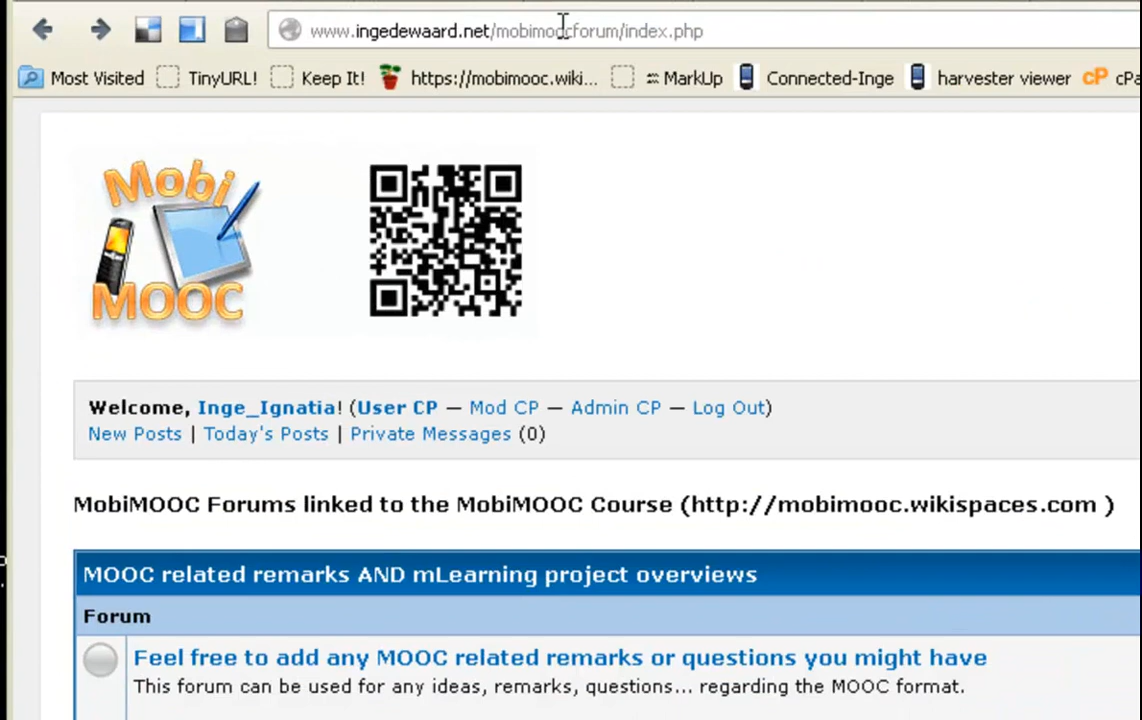 www.ingedewaard.net/mobimoocforum/index.php
Most Visited TinyURL! Keep It! https://mobimooc.wiki... :: MarkUp Connected-Inge harvester viewer cP cPa
Mobi
MOOC
Welcome, Inge_Ignatia! (User CP — Mod CP — Admin CP — Log Out)
New Posts | Today's Posts | Private Messages (0)
MobiMOOC Forums linked to the MobiMOOC Course (http://mobimooc.wikispaces.com )
MOOC related remarks AND mLearning project overviews
Forum
Feel free to add any MOOC related remarks or questions you might have
This forum can be used for any ideas, remarks, questions... regarding the MOOC format.